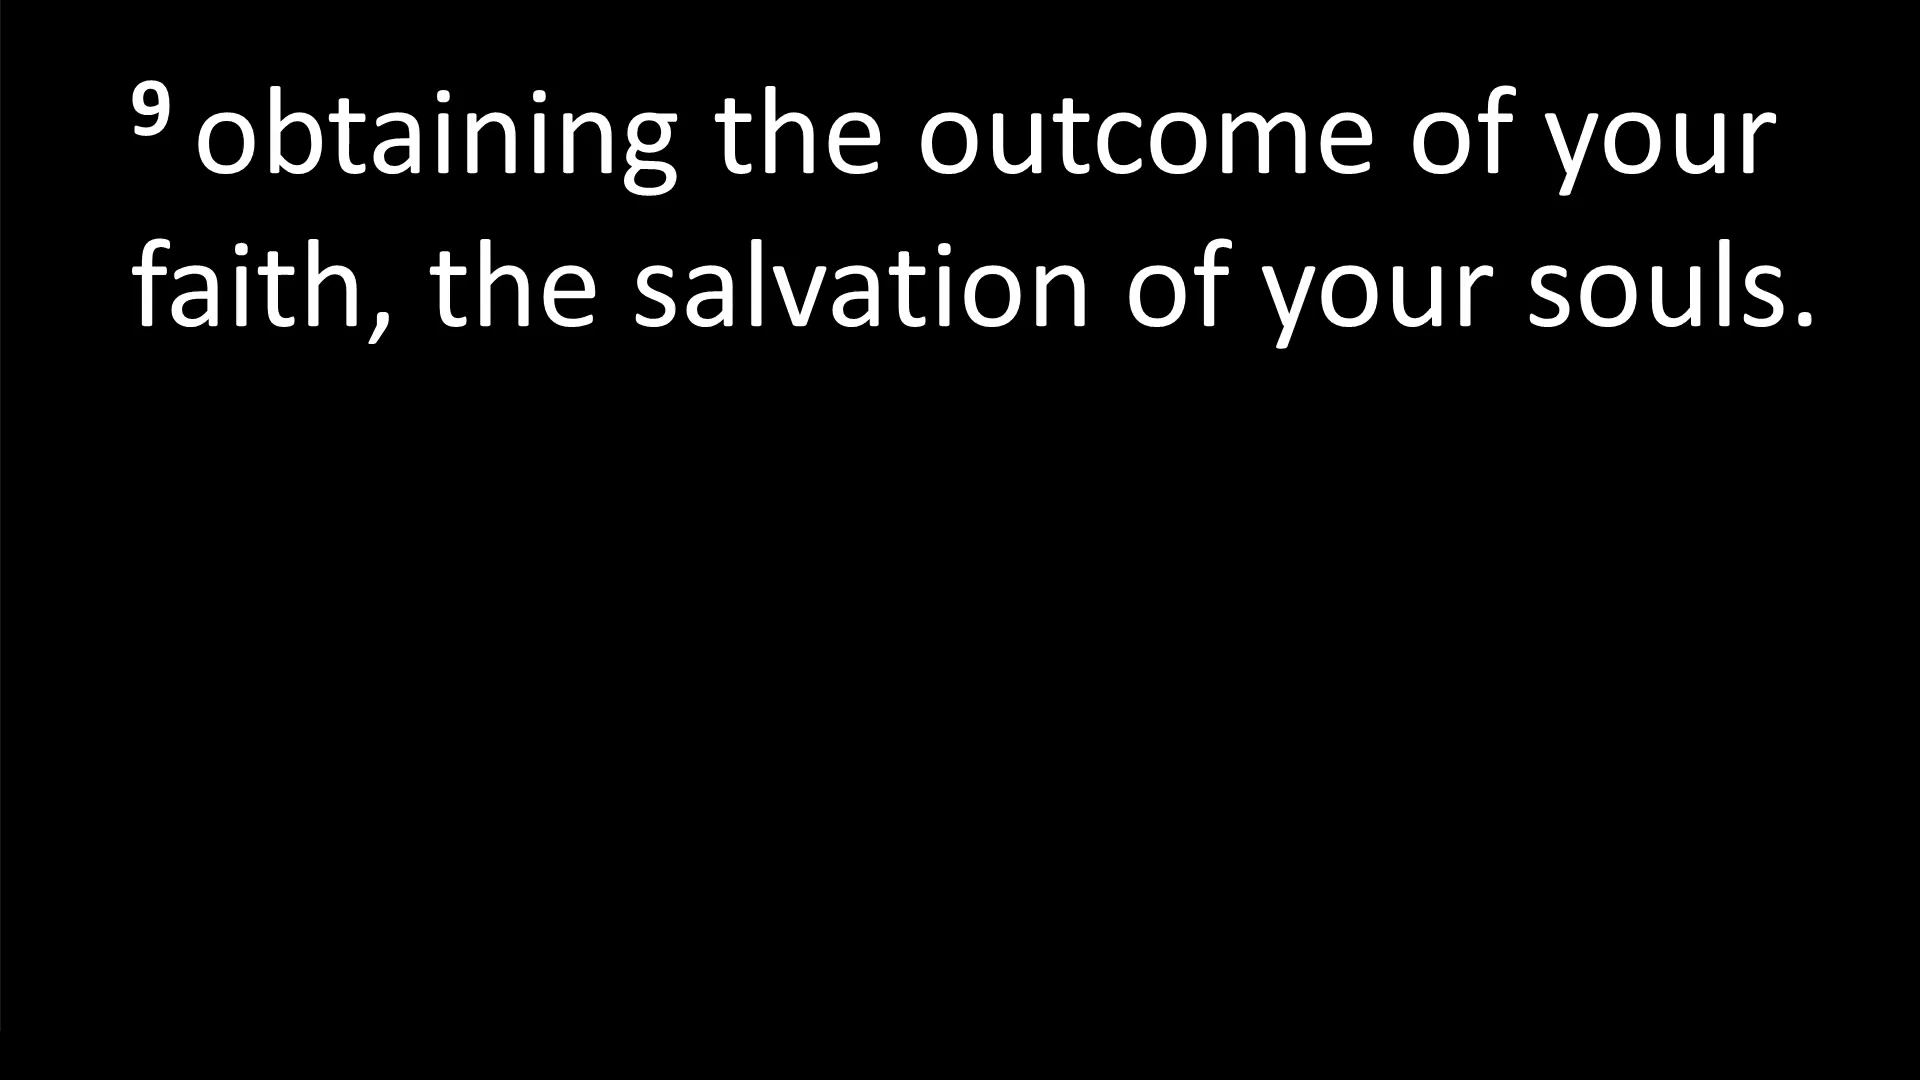 9 obtaining the outcome of your
faith, the salvation of your souls.